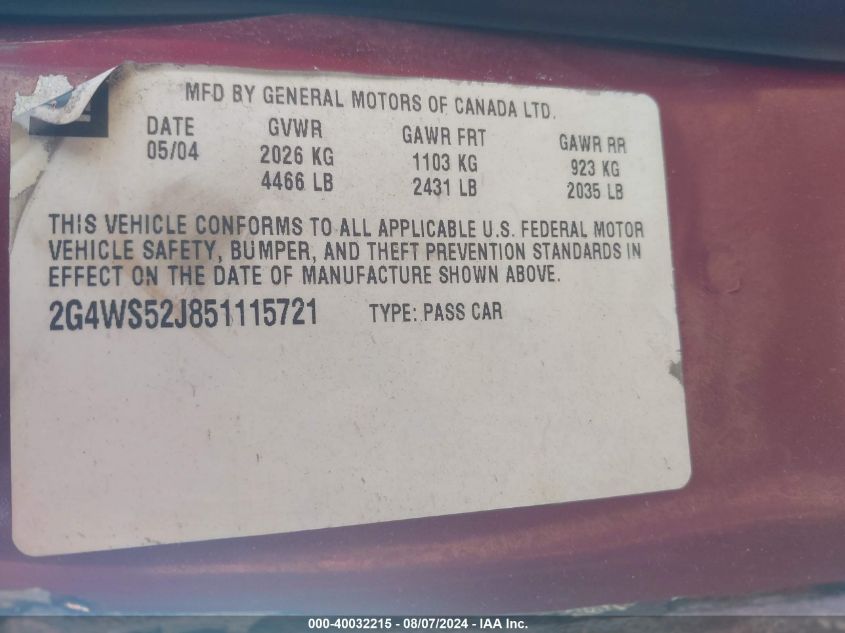 MFD BY GENERAL MOTORS OF CANADA LTD.
DATE GVWR GAWR FRT GAWR RR
05/04 2026 KG 1103 KG 923 KG
4466 LB 2431 LB 2035 LB
THIS VEHICLE CONFORMS TO ALL APPLICABLE U.S. FEDERAL MOTOR
VEHICLE SAFETY, BUMPER, AND THEFT PREVENTION STANDARDS IN
EFFECT ON THE DATE OF MANUFACTURE SHOWN ABOVE.
2G4WS52J851115721 TYPE: PASS CAR
000-40032215 - 08/07/2024 - IAA Inc.